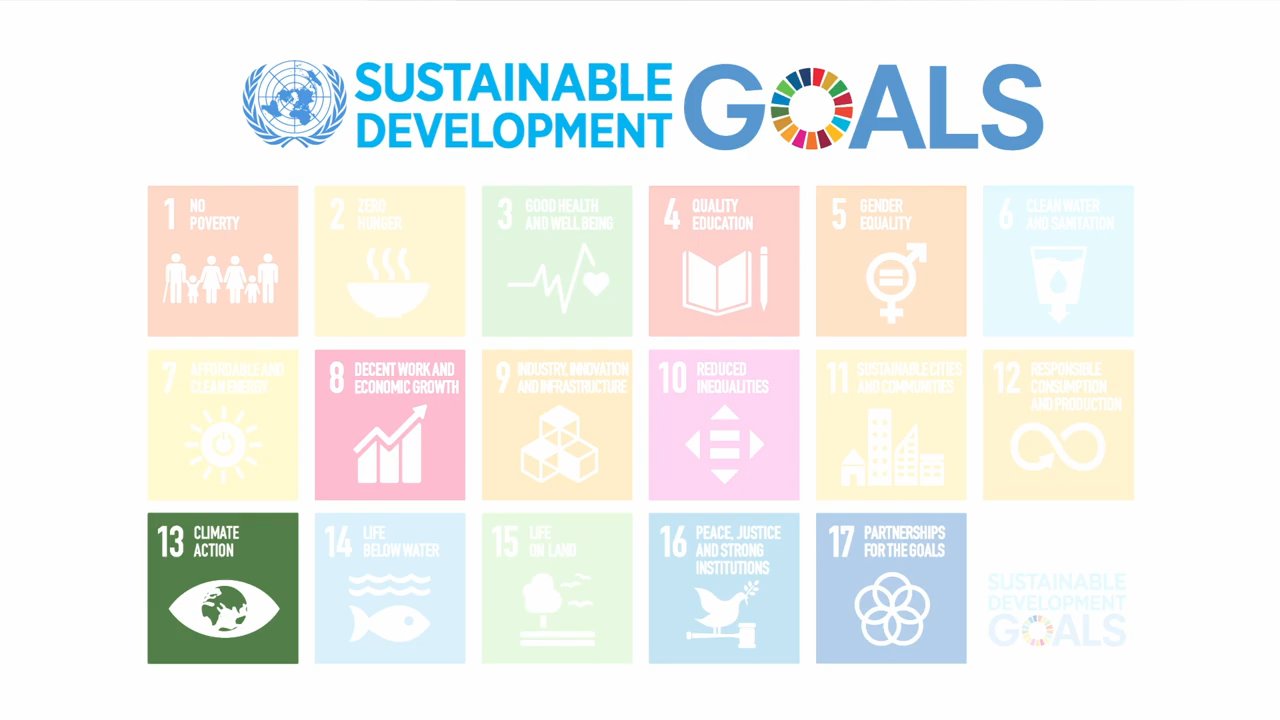 SUSTAINABLE
DEVELOPMENT
GOALS
1 NO
POVERTY
2 ZERO
HUNGER
3 GOOD HEALTH
AND WELL BEING
4 QUALITY
EDUCATION
5 GENDER
EQUALITY
6 CLEAN WATER
AND SANITATION
7 AFFORDABLE AND
CLEAN ENERGY
8 DECENT WORK AND
ECONOMIC GROWTH
9 INDUSTRY, INNOVATION
AND INFRASTRUCTURE
10 REDUCED
INEQUALITIES
11 SUSTAINABLE CITIES
AND COMMUNITIES
12 RESPONSIBLE
CONSUMPTION
AND PRODUCTION
13 CLIMATE
ACTION
14 LIFE
BELOW WATER
15 LIFE
ON LAND
16 PEACE, JUSTICE
AND STRONG
INSTITUTIONS
17 PARTNERSHIPS
FOR THE GOALS
SUSTAINABLE
DEVELOPMENT
GOALS